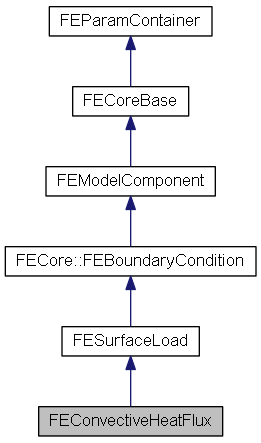 FEParamContainer
FECoreBase
FEModelComponent
FECore::FEBoundaryCondition
FESurfaceLoad
FEConvectiveHeatFlux